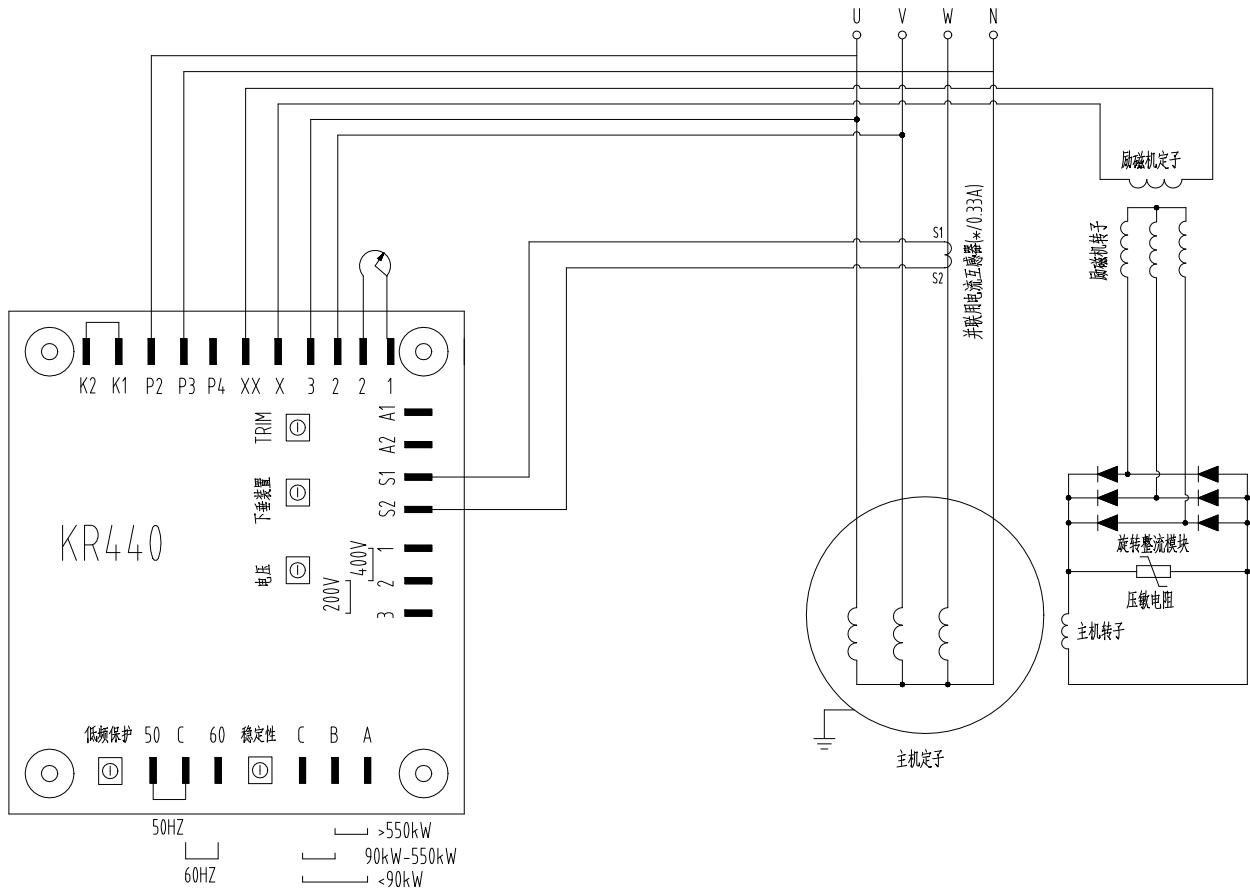 U V W N
励磁机定子
S1
S2
并联用电流互感器(*/0.33A)
励磁机转子
K2 K1 P2 P3 P4 XX X 3 2 2 1
TRIM
A1
A2
S1
S2
下垂装置
KR440
电压
1
2
3
400V
200V
旋转整流模块
压敏电阻
主机转子
主机定子
低频保护 50 C 60 稳定性 C B A
50HZ
60HZ
>550kW
90kW-550kW
<90kW